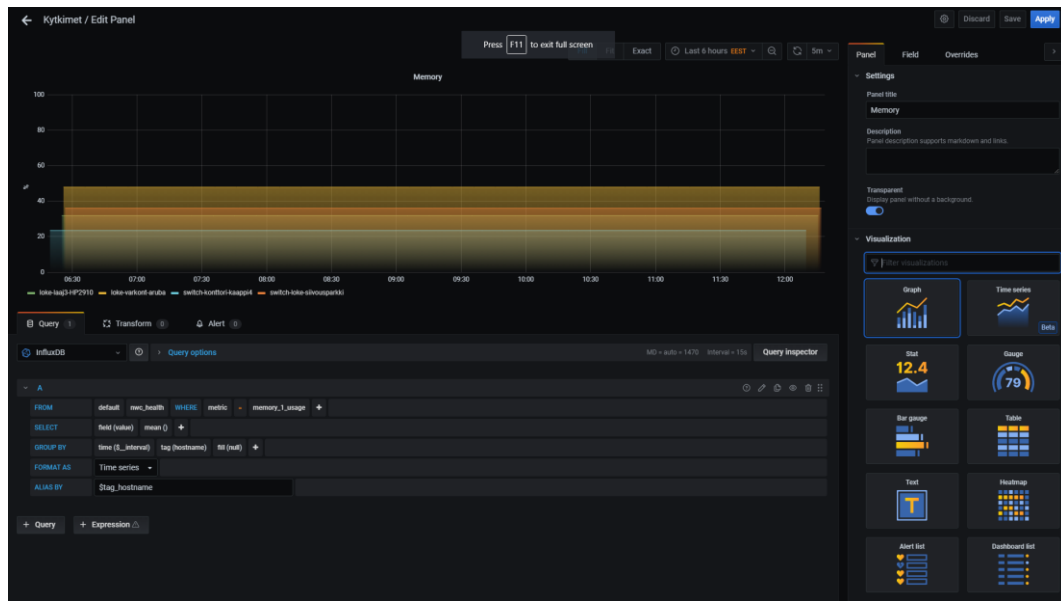 Kytkimet / Edit Panel
Discard
Save
Apply
Press F11 to exit full screen
Exact
Last 6 hours EEST
5m
Panel
Field
Overrides
Memory
100
80
60
40
20
0
%
06:30 07:00 07:30 08:00 08:30 09:00 09:30 10:00 10:30 11:00 11:30 12:00
loke-laaj3-HP2910 loke-varkont-aruba switch-konttori-kaappi4 switch-loke-siivousparkki
Settings
Panel title
Memory
Description
Panel description supports markdown and links.
Transparent
Display panel without a background.
Visualization
Filter visualizations
Graph
Time series
Beta
Stat
12.4
Gauge
79
Bar gauge
Table
Text
T
Heatmap
Alert list
Dashboard list
Query 1
Transform 0
Alert 0
InfluxDB
Query options
MD = auto = 1470 Interval = 15s
Query inspector
A
FROM default nwc_health WHERE metric = memory_1_usage +
SELECT field (value) mean () +
GROUP BY time ($__interval) tag (hostname) fill (null) +
FORMAT AS Time series
ALIAS BY $tag_hostname
+ Query
+ Expression